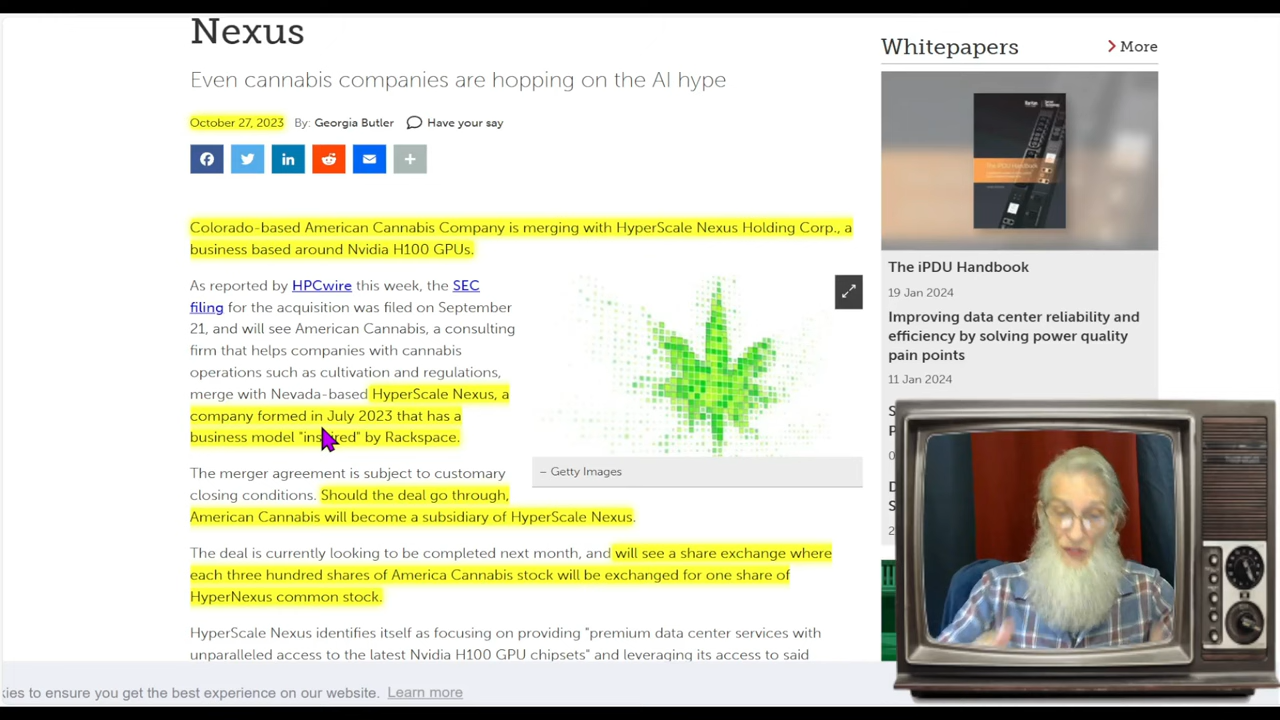 Nexus
Even cannabis companies are hopping on the AI hype
October 27, 2023 By: Georgia Butler Have your say
Colorado-based American Cannabis Company is merging with HyperScale Nexus Holding Corp., a
business based around Nvidia H100 GPUs.
As reported by HPCwire this week, the SEC
filing for the acquisition was filed on September
21, and will see American Cannabis, a consulting
firm that helps companies with cannabis
operations such as cultivation and regulations,
merge with Nevada-based HyperScale Nexus, a
company formed in July 2023 that has a
business model "inspired" by Rackspace.
– Getty Images
The merger agreement is subject to customary
closing conditions. Should the deal go through,
American Cannabis will become a subsidiary of HyperScale Nexus.
The deal is currently looking to be completed next month, and will see a share exchange where
each three hundred shares of America Cannabis stock will be exchanged for one share of
HyperNexus common stock.
HyperScale Nexus identifies itself as focusing on providing "premium data center services with
unparalleled access to the latest Nvidia H100 GPU chipsets" and leveraging its access to said
Whitepapers More
The iPDU Handbook
19 Jan 2024
Improving data center reliability and
efficiency by solving power quality
pain points
11 Jan 2024
kies to ensure you get the best experience on our website. Learn more